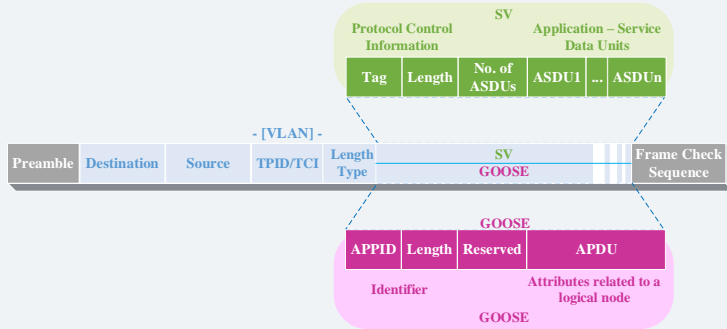 SV
Protocol Control Information
Application – Service Data Units
Tag Length No. of ASDUs ASDU1 ... ASDUn
- [VLAN] -
Preamble Destination Source TPID/TCI Length Type SV GOOSE Frame Check Sequence
GOOSE
APPID Length Reserved APDU
Identifier
Attributes related to a logical node
GOOSE